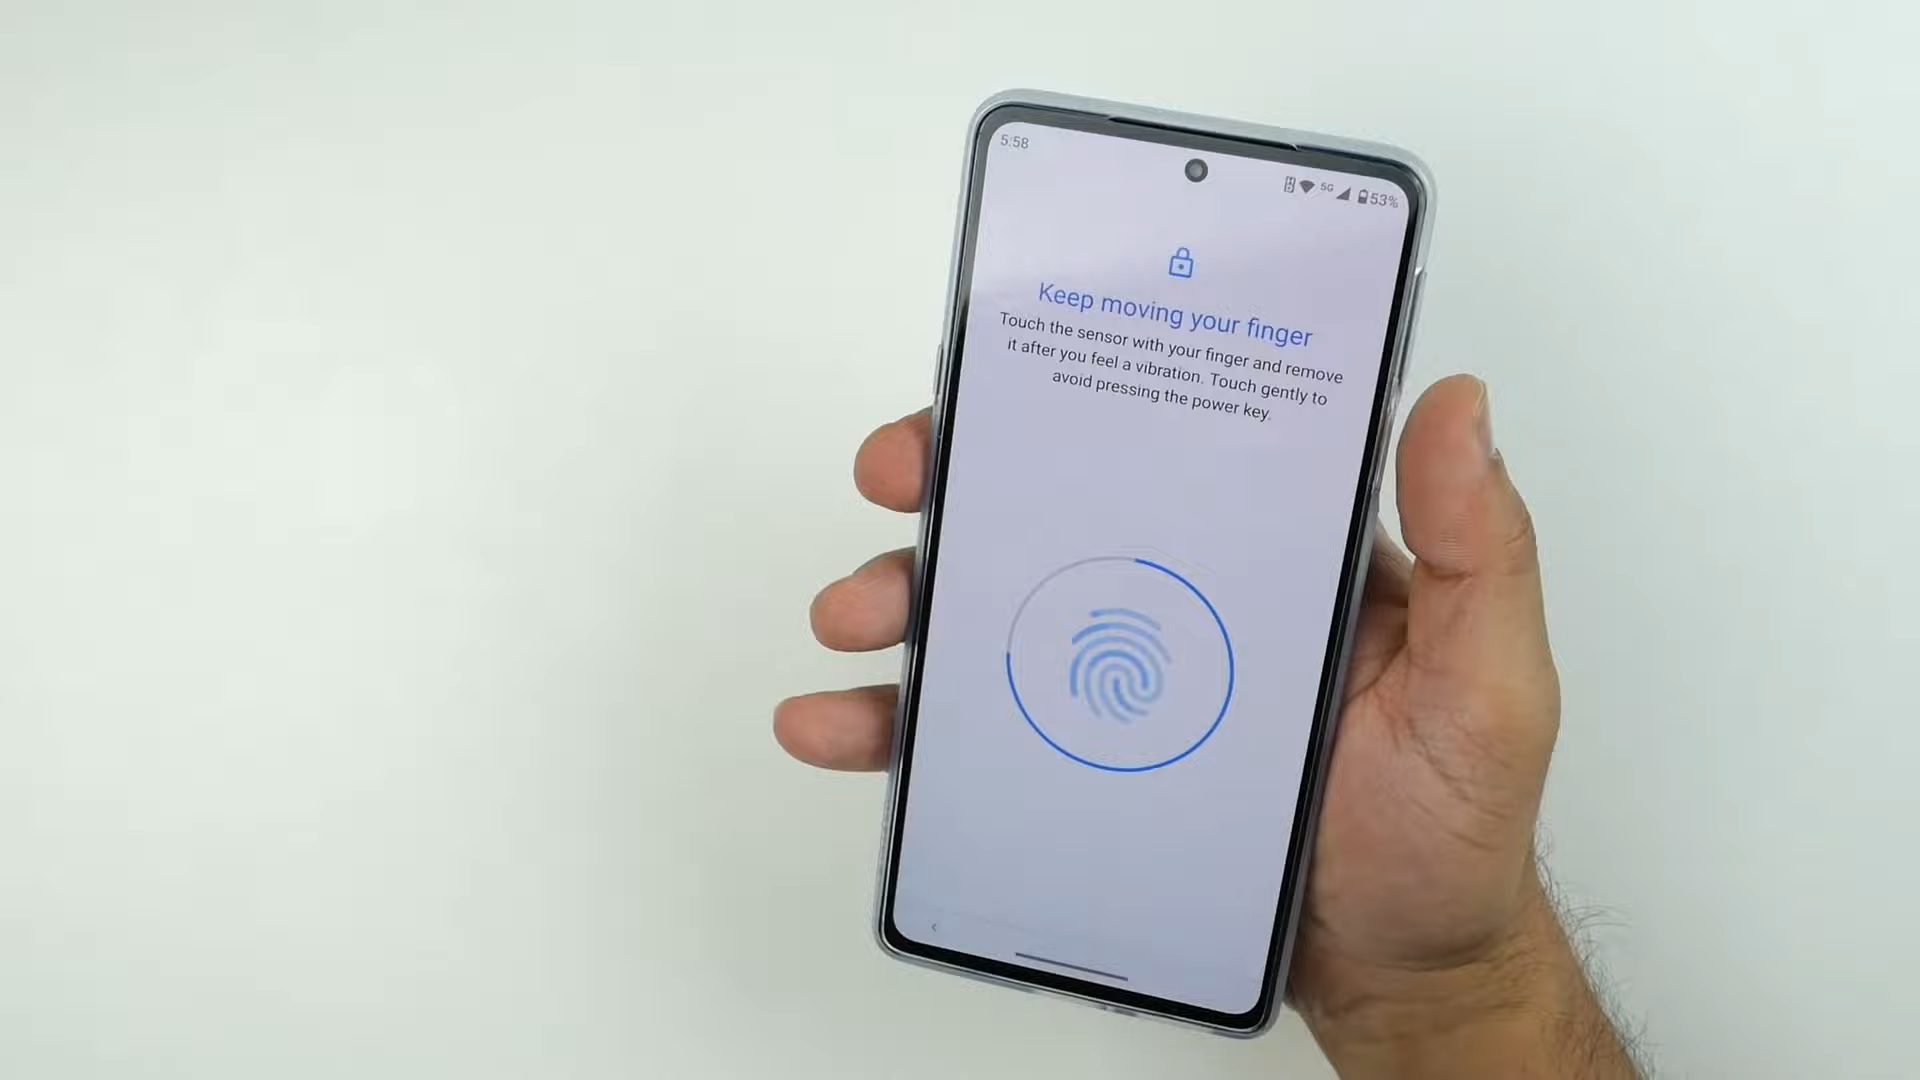 5:58
5G 53%
Keep moving your finger
Touch the sensor with your finger and remove
it after you feel a vibration. Touch gently to
avoid pressing the power key.